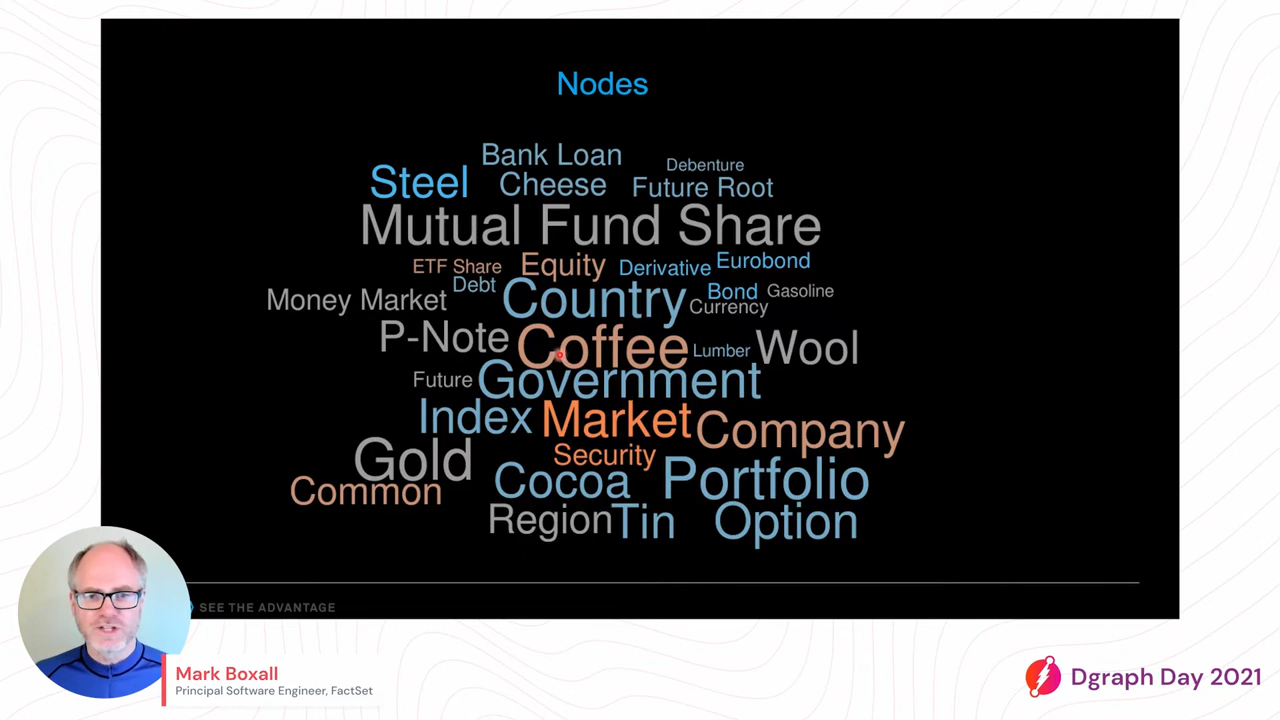 Nodes
Bank Loan
Debenture
Steel
Cheese
Future Root
Mutual Fund Share
ETF Share
Equity
Derivative
Eurobond
Debt
Money Market
Country
Bond
Gasoline
Currency
P-Note
Coffee
Lumber
Wool
Future
Government
Index
Market
Company
Gold
Security
Common
Cocoa
Portfolio
Region
Tin
Option
SEE THE ADVANTAGE
Mark Boxall
Principal Software Engineer, FactSet
Dgraph Day 2021